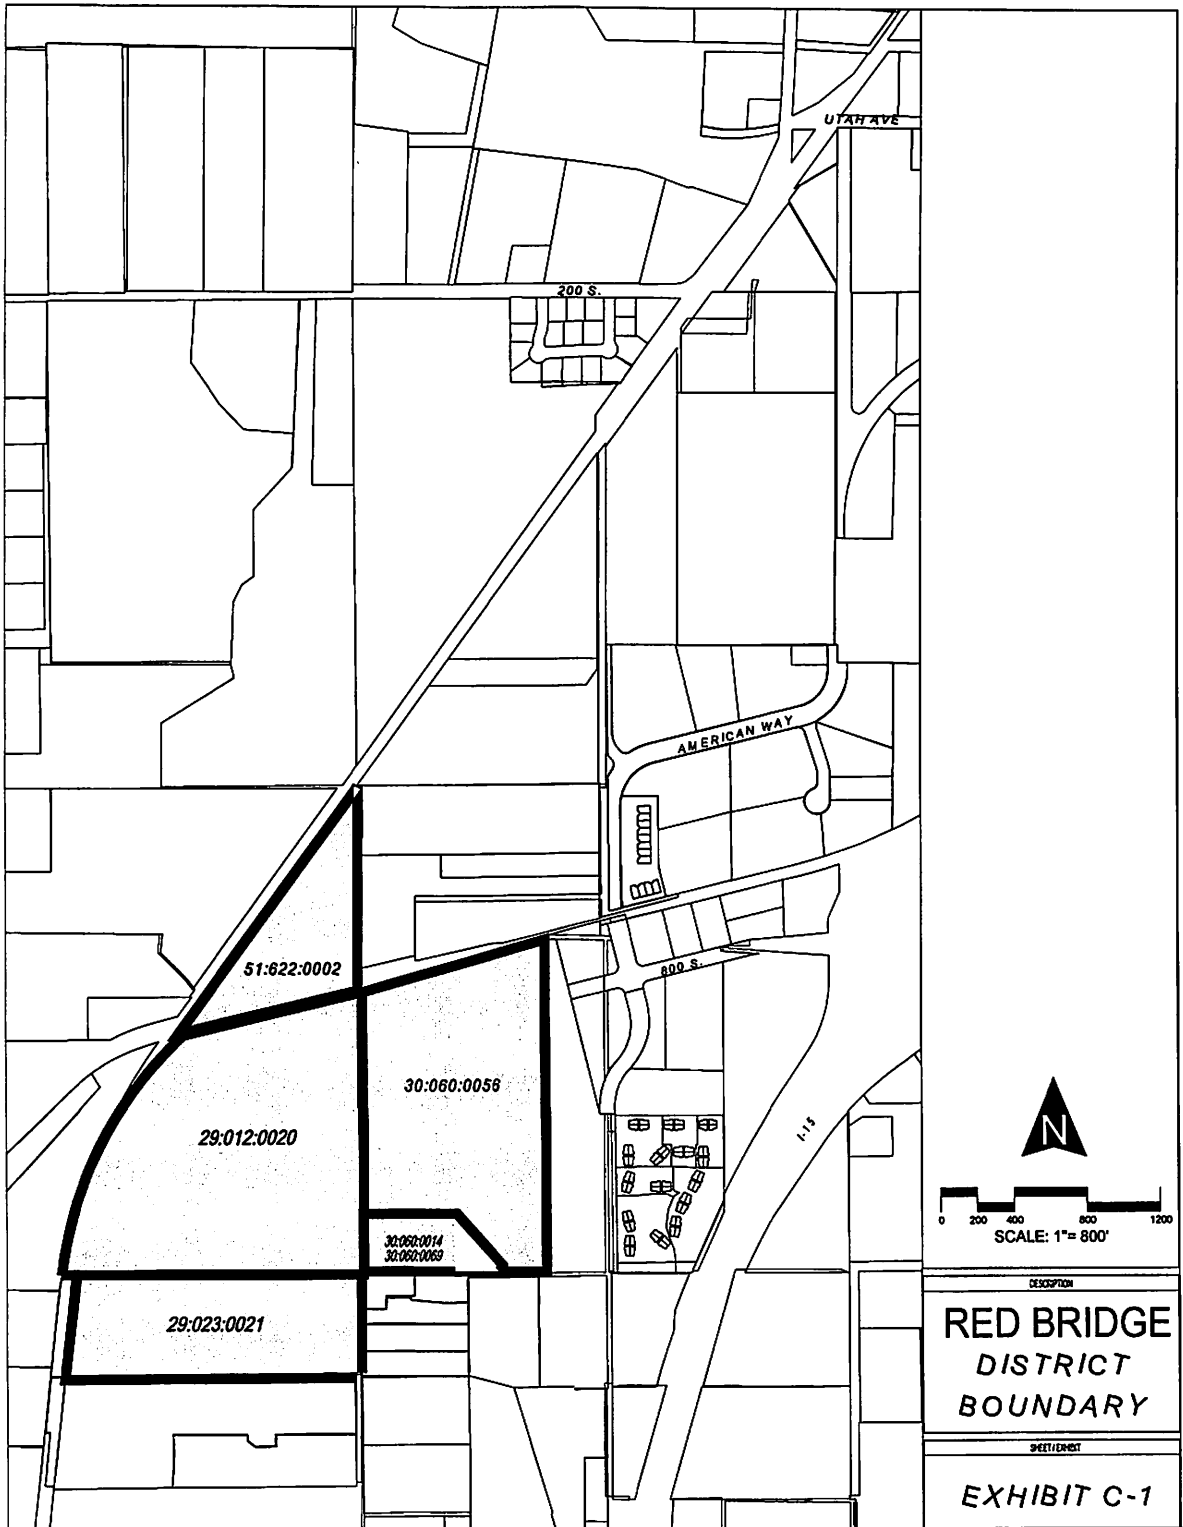 UTAH AVE
200 S.
AMERICAN WAY
51:622:0002
800 S.
30:060:0056
29:012:0020
I-15
N
0 200 400 800 1200
SCALE: 1"= 800'
30:060:0014
30:060:0069
29:023:0021
DESCRIPTION
RED BRIDGE
DISTRICT
BOUNDARY
SHEET/EXHIBIT
EXHIBIT C-1